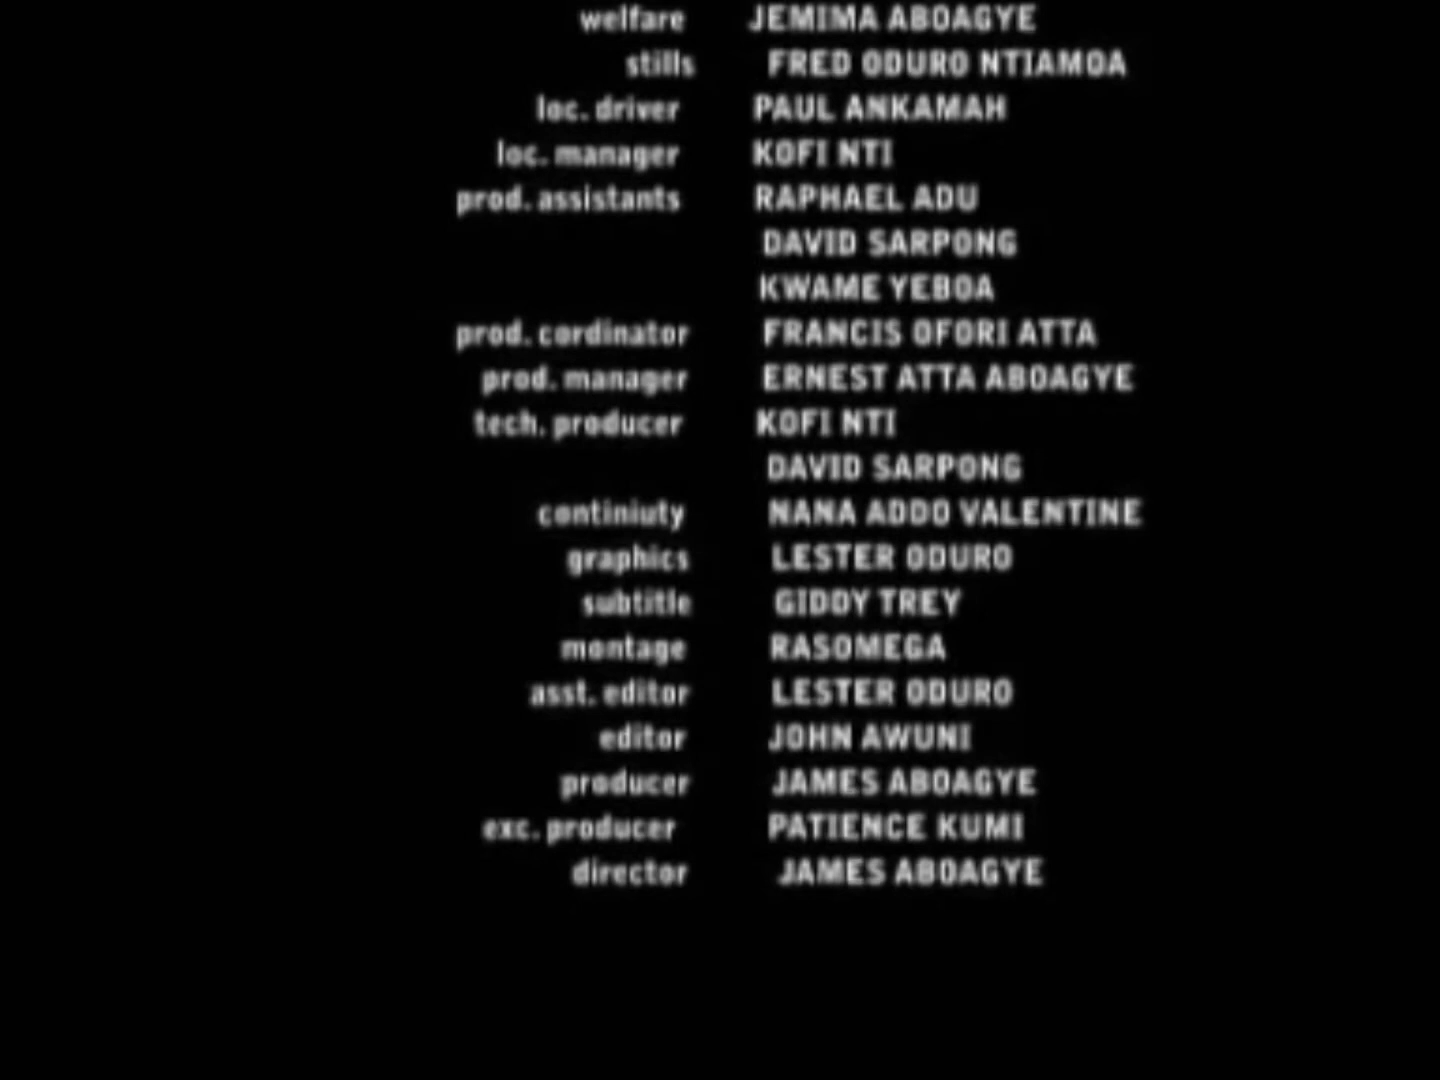 welfare JEMIMA ABOAGYE
stills FRED ODURO NTIAMOA
loc. driver PAUL ANKAMAH
loc. manager KOFI NTI
prod. assistants RAPHAEL ADU
DAVID SARPONG
KWAME YEBOA
prod. cordinator FRANCIS OFORI ATTA
prod. manager ERNEST ATTA ABOAGYE
tech. producer KOFI NTI
DAVID SARPONG
continiuty NANA ADDO VALENTINE
graphics LESTER ODURO
subtitle GIDDY TREY
montage RASOMEGA
asst. editor LESTER ODURO
editor JOHN AWUNI
producer JAMES ABOAGYE
exc. producer PATIENCE KUMI
director JAMES ABOAGYE